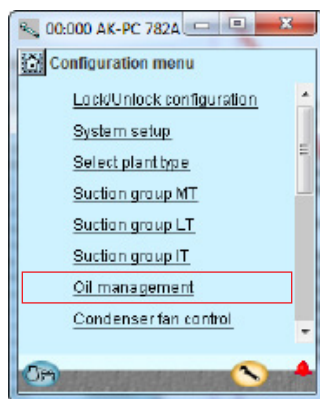 00:000 AK-PC 782A
Configuration menu
Lock/Unlock configuration
System setup
Select plant type
Suction group MT
Suction group LT
Suction group IT
Oil management
Condenser fan control